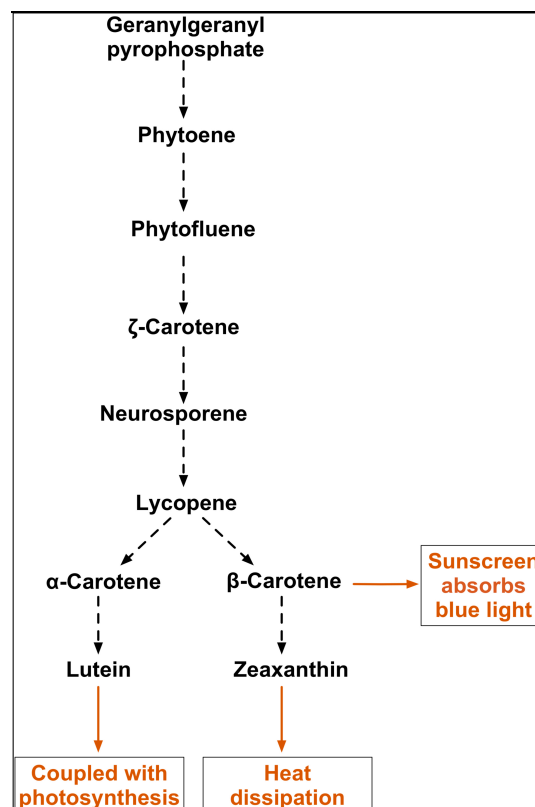 Geranylgeranyl
pyrophosphate
Phytoene
Phytofluene
ζ-Carotene
Neurosporene
Lycopene
α-Carotene
β-Carotene
Sunscreen
absorbs
blue light
Lutein
Zeaxanthin
Coupled with
photosynthesis
Heat
dissipation